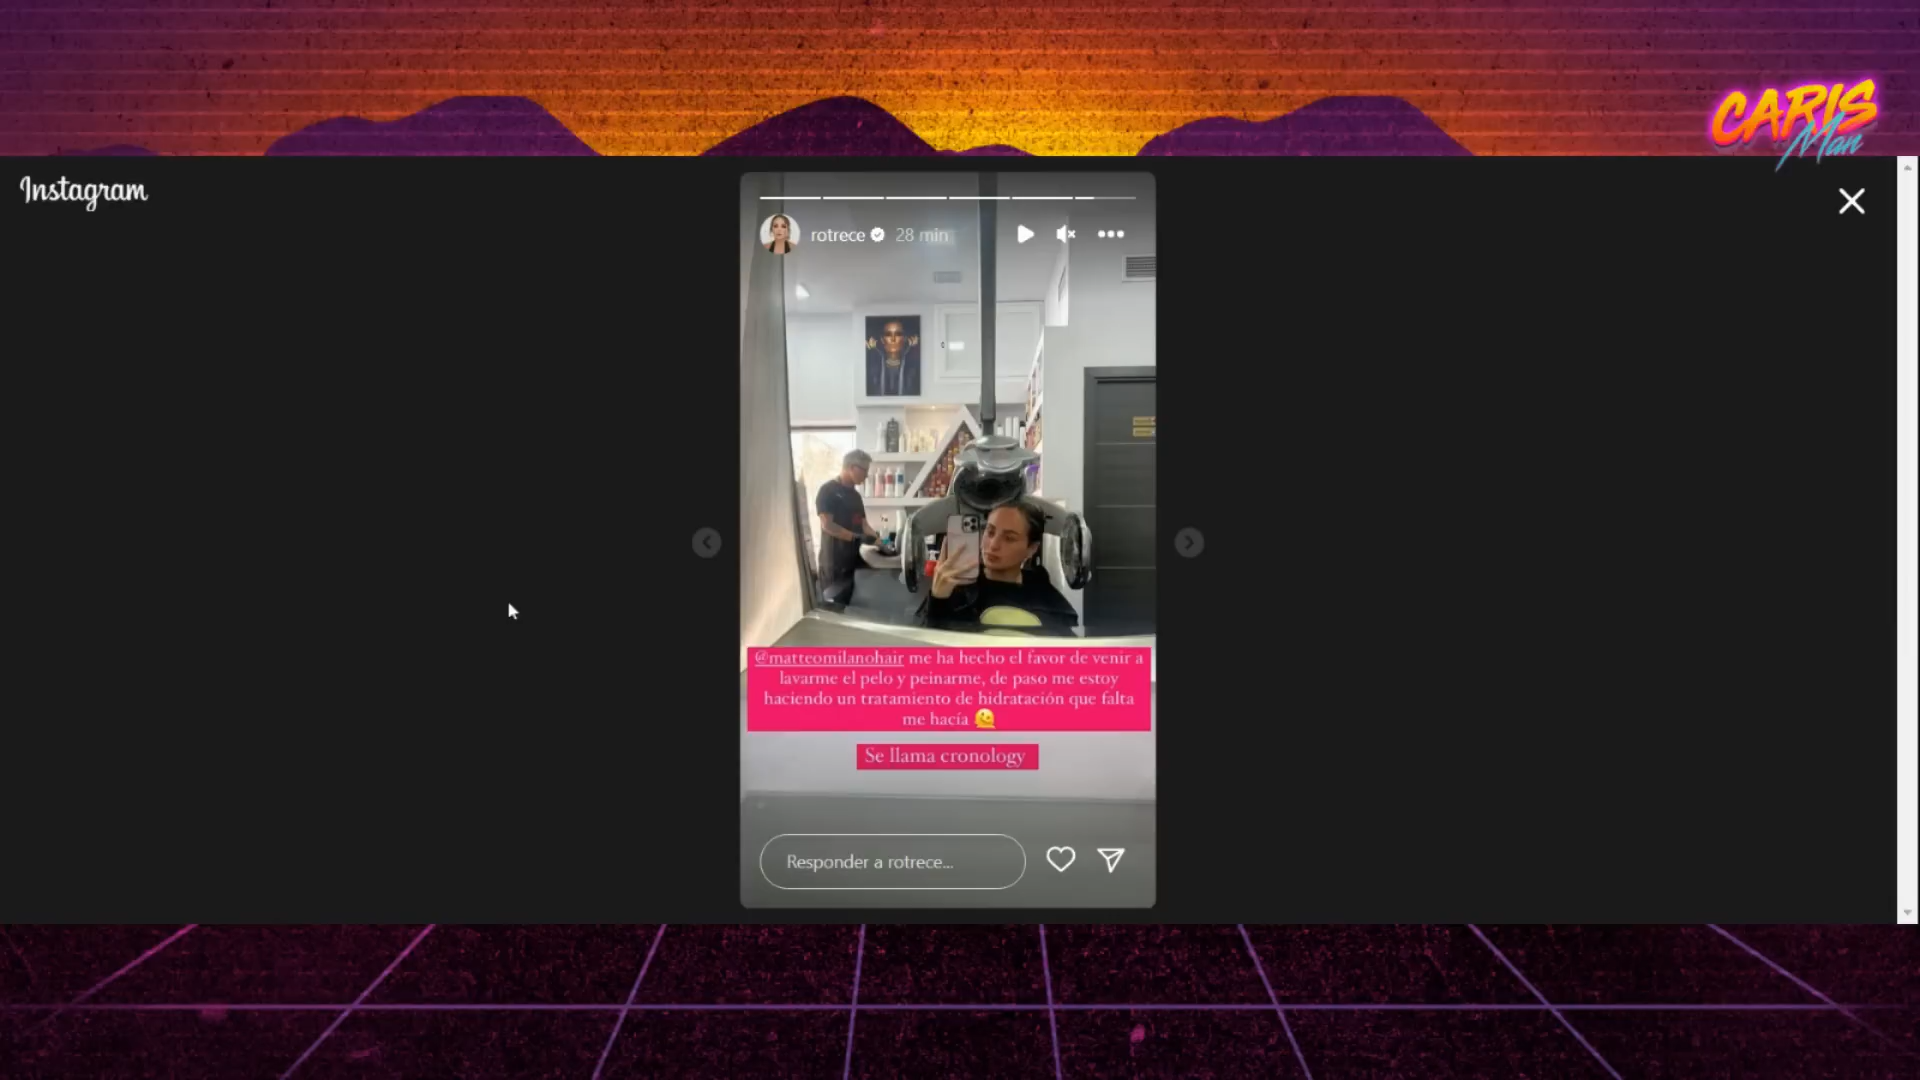 CARIS
Man
Instagram
rotrece 28 min
@matteomilanohair me ha hecho el favor de venir a
lavarme el pelo y peinarme, de paso me estoy
haciendo un tratamiento de hidratación que falta
me hacía 🫠
Se llama cronology
Responder a rotrece...